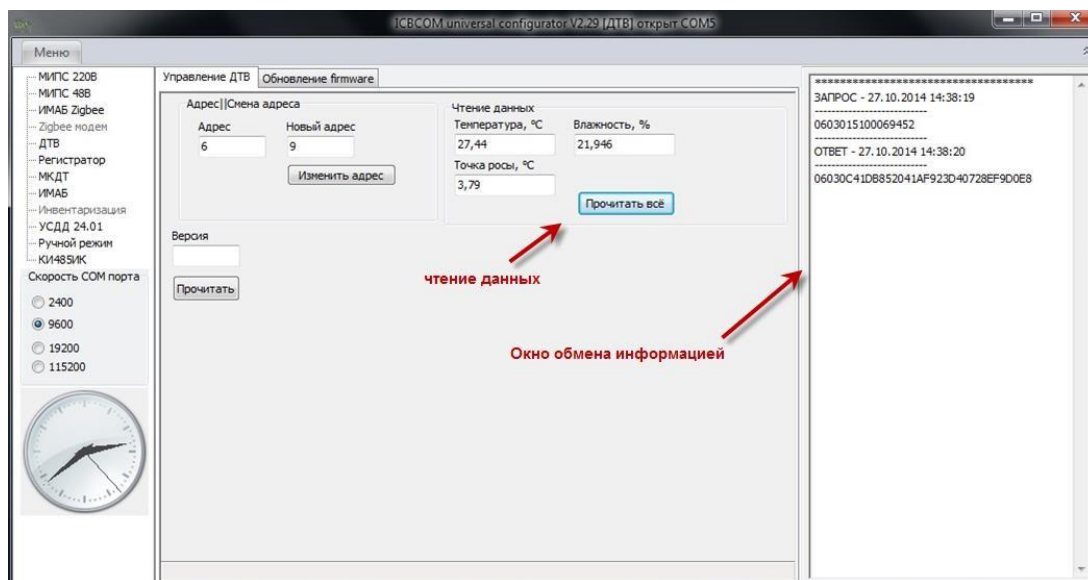 ICBCOM universal configurator V2.29 [ДТВ] открыт COM5
Меню
МИПС 220В
МИПС 48В
ИМАБ Zigbee
Zigbee модем
ДТВ
Регистратор
МКДТ
ИМАБ
Инвентаризация
УСДД 24.01
Ручной режим
КИ485ИК
Скорость COM порта
2400
9600
19200
115200
Управление ДТВ
Обновление firmware
Адрес||Смена адреса
Адрес
Новый адрес
6
9
Изменить адрес
Чтение данных
Температура, °C
Влажность, %
27,44
21,946
Точка росы, °C
3,79
Прочитать всё
Версия
Прочитать
чтение данных
Окно обмена информацией
***********************************
ЗАПРОС - 27.10.2014 14:38:19
----------------------------
0603015100069452
----------------------------
ОТВЕТ - 27.10.2014 14:38:20
----------------------------
06030C41DB852041AF923D40728EF9D0E8